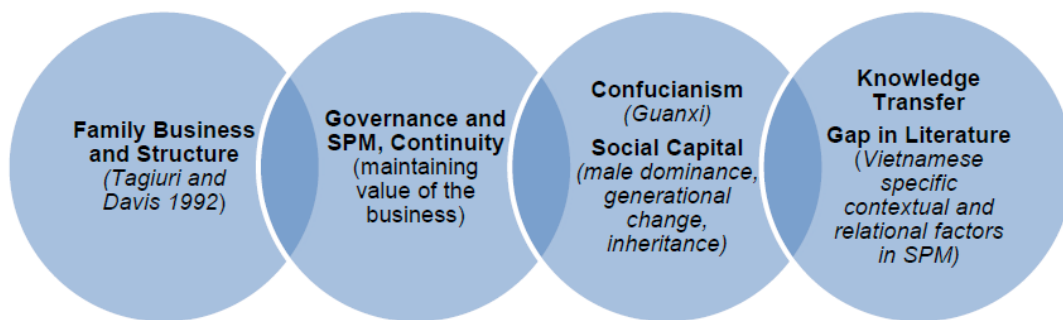 Family Business
and Structure
(Tagiuri and
Davis 1992)
Governance and
SPM, Continuity
(maintaining
value of the
business)
Confucianism
(Guanxi)
Social Capital
(male dominance,
generational
change,
inheritance)
Knowledge
Transfer
Gap in Literature
(Vietnamese
specific
contextual and
relational factors
in SPM)